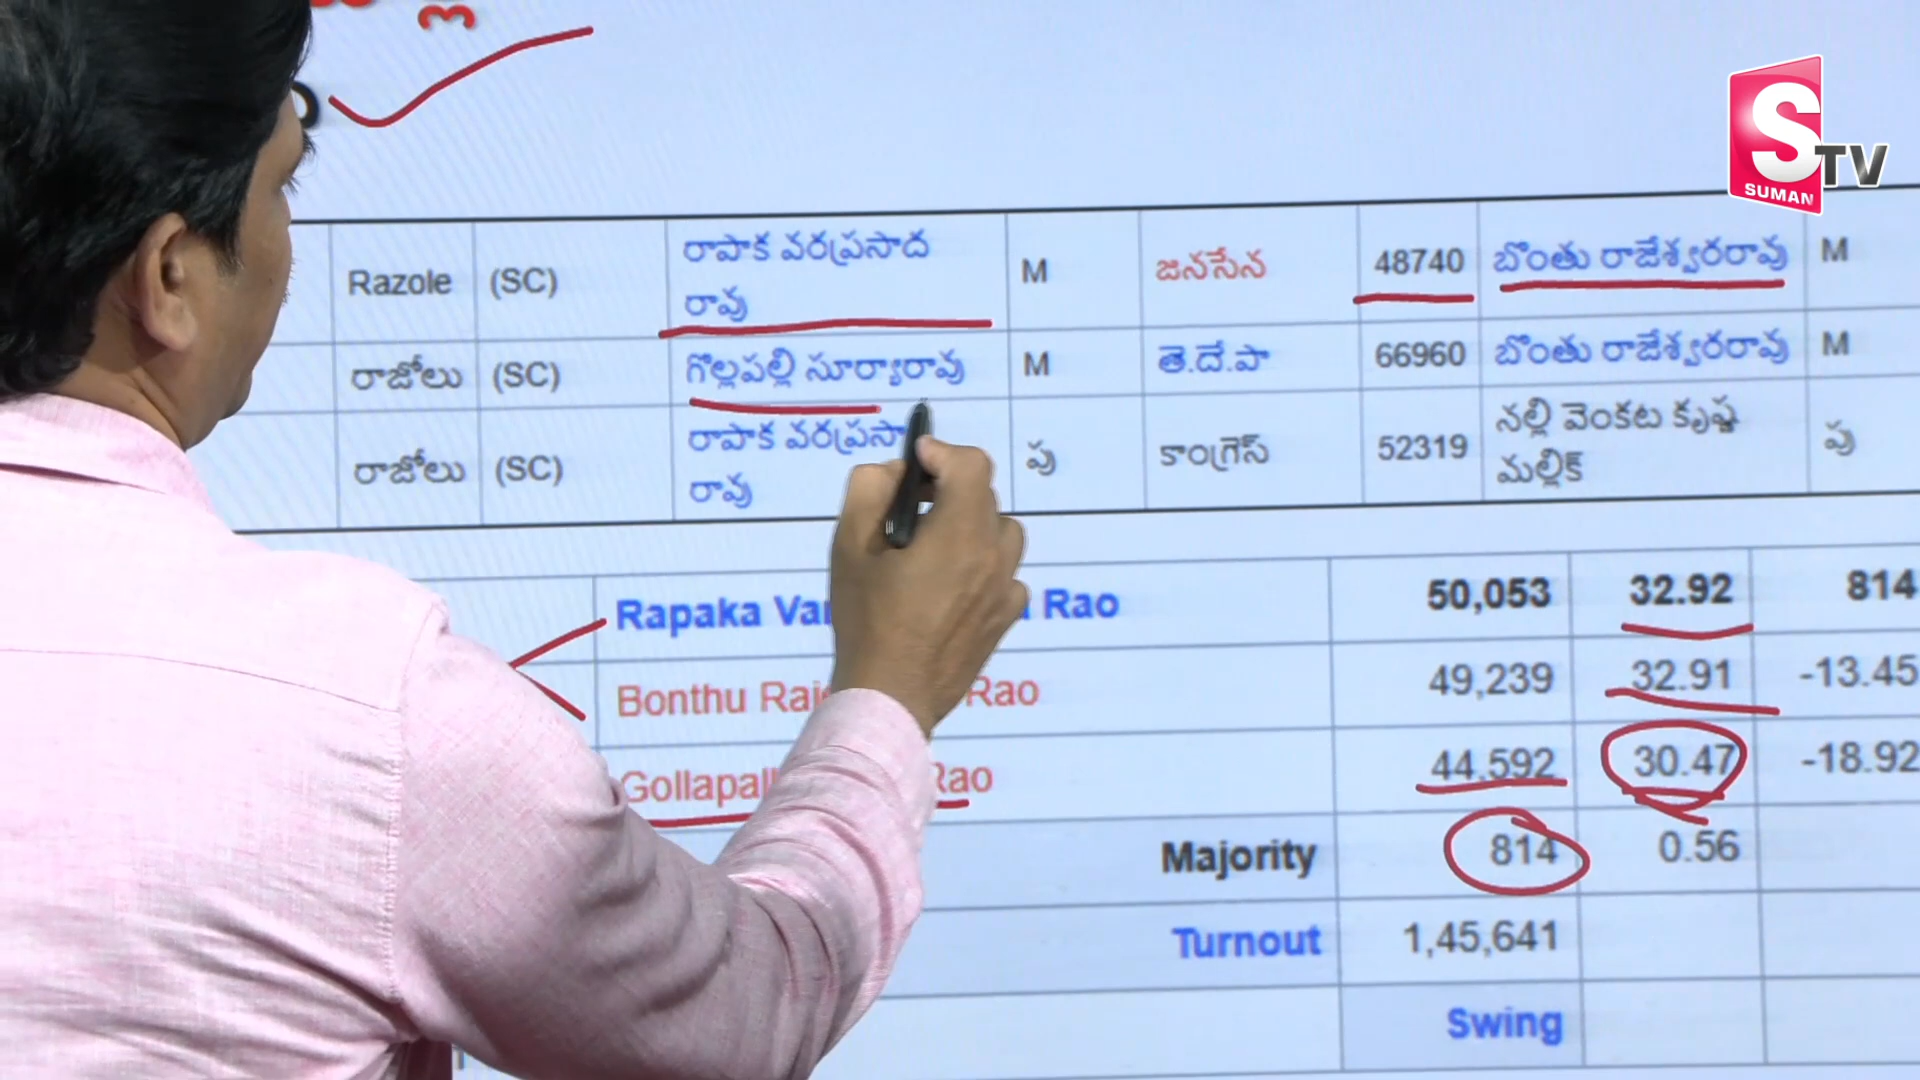 S
TV
SUMAN
Razole (SC) రాపాక వరప్రసాద రావు M జనసేన 48740 బొంతు రాజేశ్వరరావు M
రాజోలు (SC) గొల్లపల్లి సూర్యారావు M తె.దే.పా 66960 బొంతు రాజేశ్వరరావు M
రాజోలు (SC) రావు పు కాంగ్రెస్ 52319 నల్లి వెంకట కృష్ణ మల్లిక్ పు
రాపాక
Rapaka Rao 50,053 32.92 814
Bonthu Rao 49,239 32.91 -13.45
Rao 44,592 30.47 -18.92
Majority 814 0.56
Turnout 1,45,641
Swing